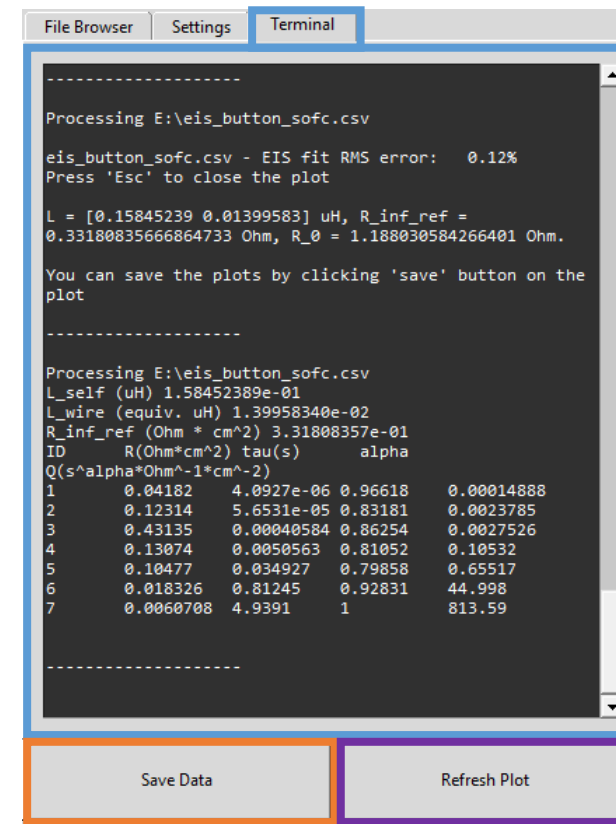 File Browser Settings Terminal
--------------------
Processing E:\eis_button_sofc.csv
eis_button_sofc.csv - EIS fit RMS error: 0.12%
Press 'Esc' to close the plot
L = [0.15845239 0.01399583] uH, R_inf_ref =
0.33180835666864733 Ohm, R_0 = 1.188030584266401 Ohm.
You can save the plots by clicking 'save' button on the
plot
--------------------
Processing E:\eis_button_sofc.csv
L_self (uH) 1.58452389e-01
L_wire (equiv. uH) 1.39958340e-02
R_inf_ref (Ohm * cm^2) 3.31808357e-01
ID R(Ohm*cm^2) tau(s) alpha
Q(s^alpha*Ohm^-1*cm^-2)
1 0.04182 4.0927e-06 0.96618 0.00014888
2 0.12314 5.6531e-05 0.83181 0.0023785
3 0.43135 0.00040584 0.86254 0.0027526
4 0.13074 0.0050563 0.81052 0.10532
5 0.10477 0.034927 0.79858 0.65517
6 0.018326 0.81245 0.92831 44.998
7 0.0060708 4.9391 1 813.59
--------------------
Save Data Refresh Plot